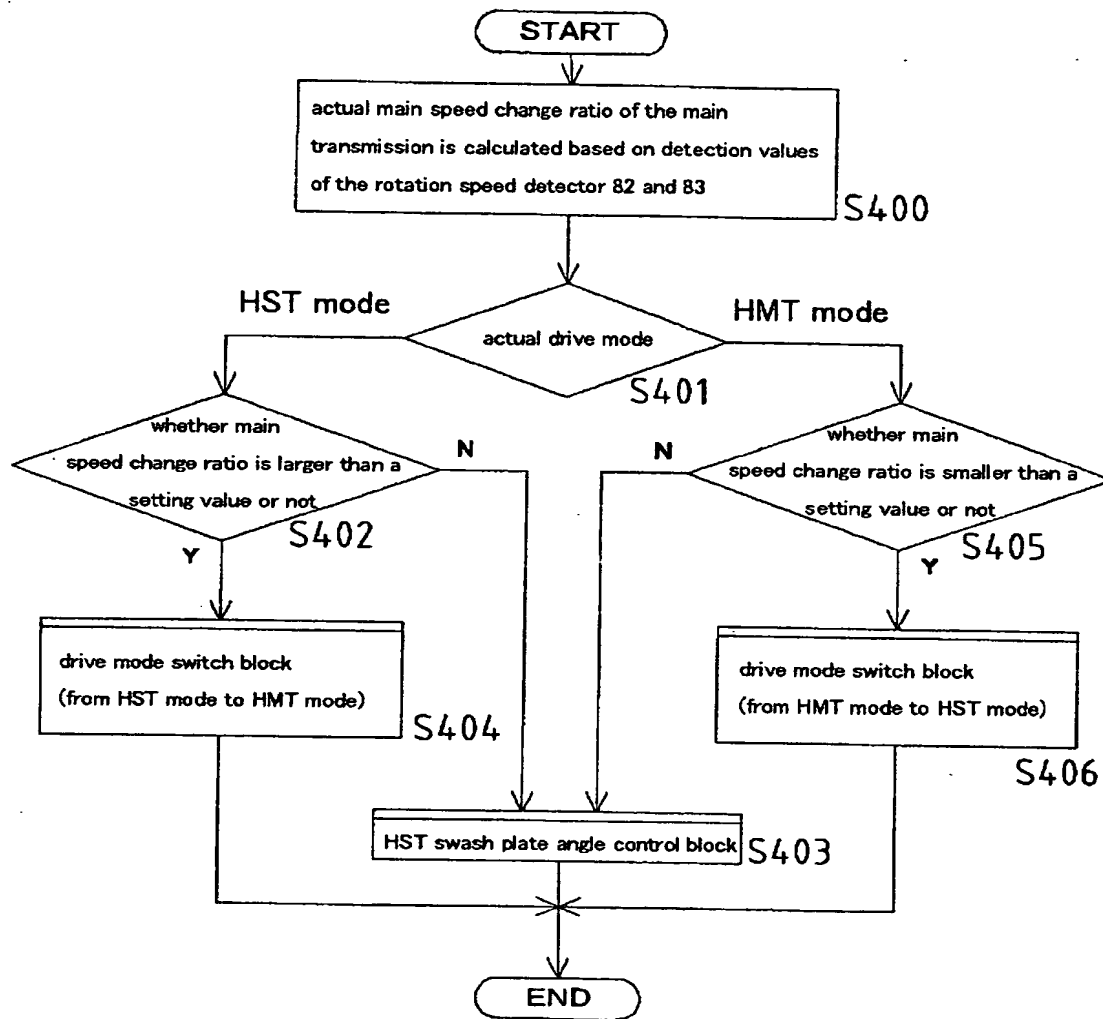 START
actual main speed change ratio of the main
transmission is calculated based on detection values
of the rotation speed detector 82 and 83
S400
HST mode
HMT mode
actual drive mode
S401
whether main
speed change ratio is larger than a
setting value or not
S402
N
Y
whether main
speed change ratio is smaller than a
setting value or not
S405
N
Y
drive mode switch block
(from HST mode to HMT mode)
S404
drive mode switch block
(from HMT mode to HST mode)
S406
HST swash plate angle control block
S403
END